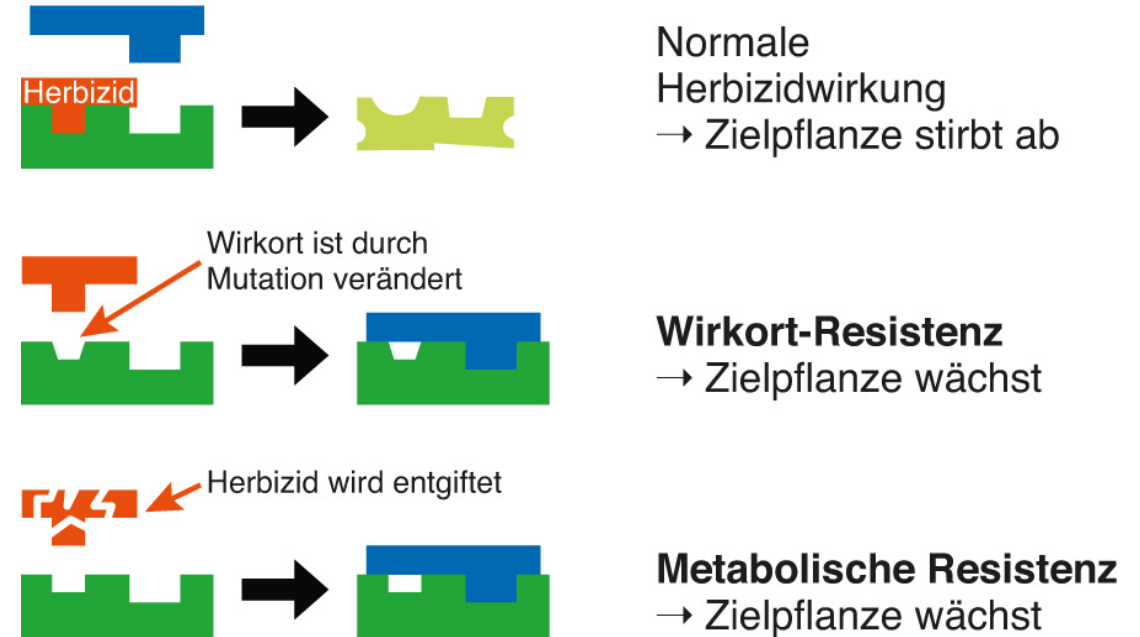 Normale
Herbizidwirkung
→ Zielpflanze stirbt ab
Herbizid
Wirkort ist durch
Mutation verändert
Wirkort-Resistenz
→ Zielpflanze wächst
Herbizid wird entgiftet
Metabolische Resistenz
→ Zielpflanze wächst